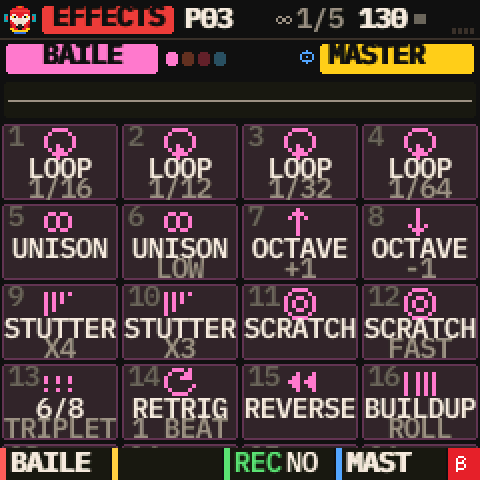 EFFECTS P03 ∞1/5 130
BAILE MASTER
1 2 3 4
LOOP LOOP LOOP LOOP
1/16 1/12 1/32 1/64
5 6 7 8
UNISON UNISON OCTAVE OCTAVE
LOW +1 -1
9 10 11 12
STUTTER STUTTER SCRATCH SCRATCH
X4 X3 FAST
13 14 15 16
6/8 RETRIG REVERSE BUILDUP
TRIPLET 1 BEAT ROLL
BAILE REC NO MAST β